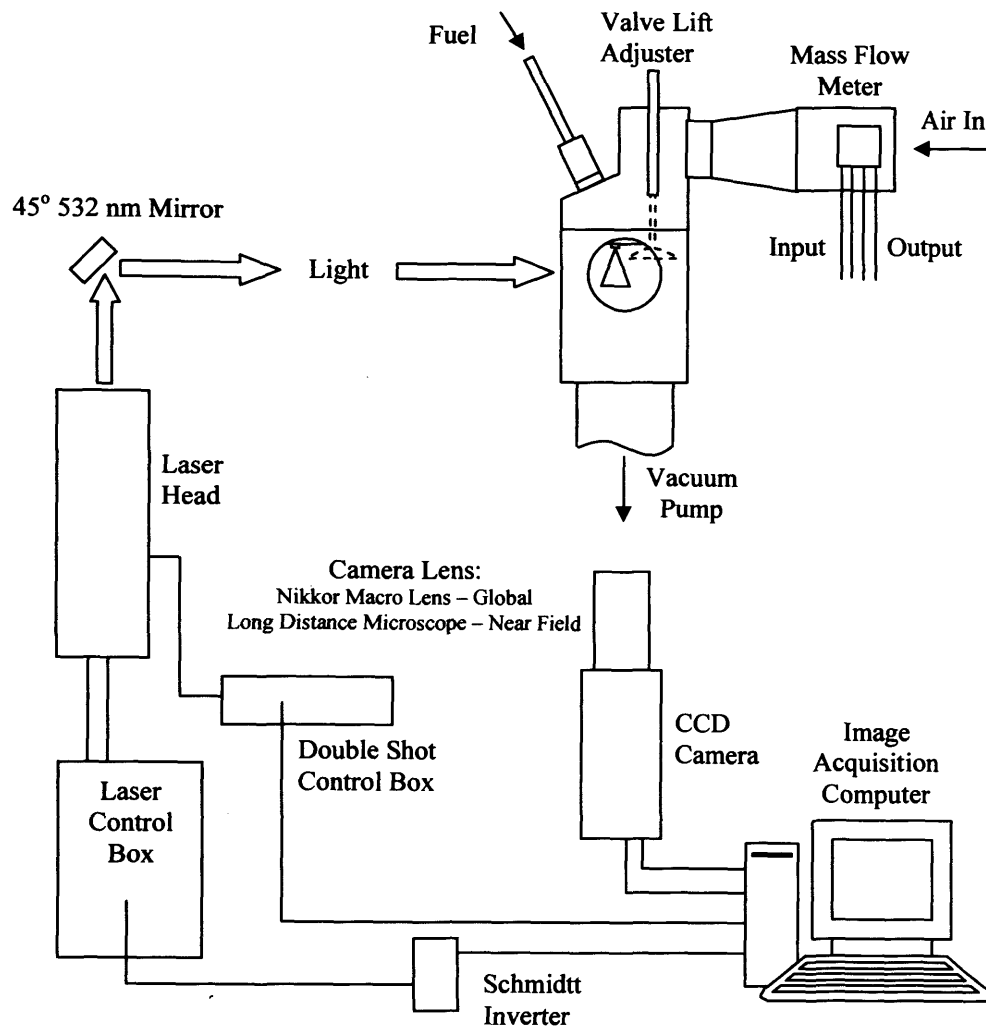 Fuel
Valve Lift
Adjuster
Mass Flow
Meter
Air In
45° 532 nm Mirror
Light
Input
Output
Laser
Head
Vacuum
Pump
Camera Lens:
Nikkor Macro Lens – Global
Long Distance Microscope – Near Field
CCD
Camera
Double Shot
Control Box
Image
Acquisition
Computer
Laser
Control
Box
Schmidtt
Inverter